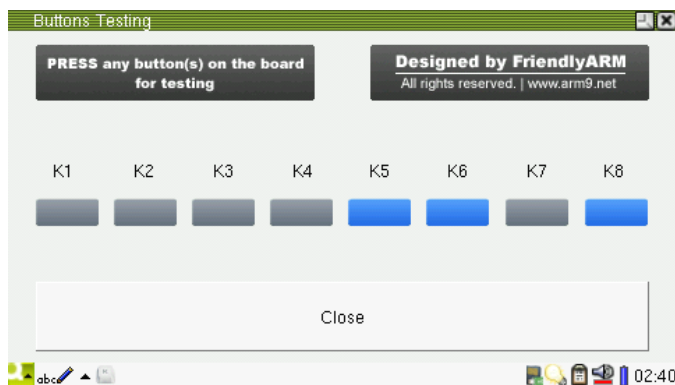 Buttons Testing
PRESS any button(s) on the board
for testing
Designed by FriendlyARM
All rights reserved. | www.arm9.net
K1 K2 K3 K4 K5 K6 K7 K8
Close
abc 02:40